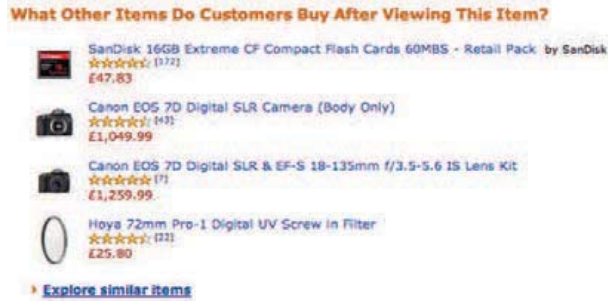 What Other Items Do Customers Buy After Viewing This Item?
SanDisk 16GB Extreme CF Compact Flash Cards 60MBS - Retail Pack by SanDisk
(172)
£47.83
Canon EOS 7D Digital SLR Camera (Body Only)
(43)
£1,049.99
Canon EOS 7D Digital SLR & EF-S 18-135mm f/3.5-5.6 IS Lens Kit
(7)
£1,259.99
Hoya 72mm Pro-1 Digital UV Screw in Filter
(22)
£25.80
Explore similar items